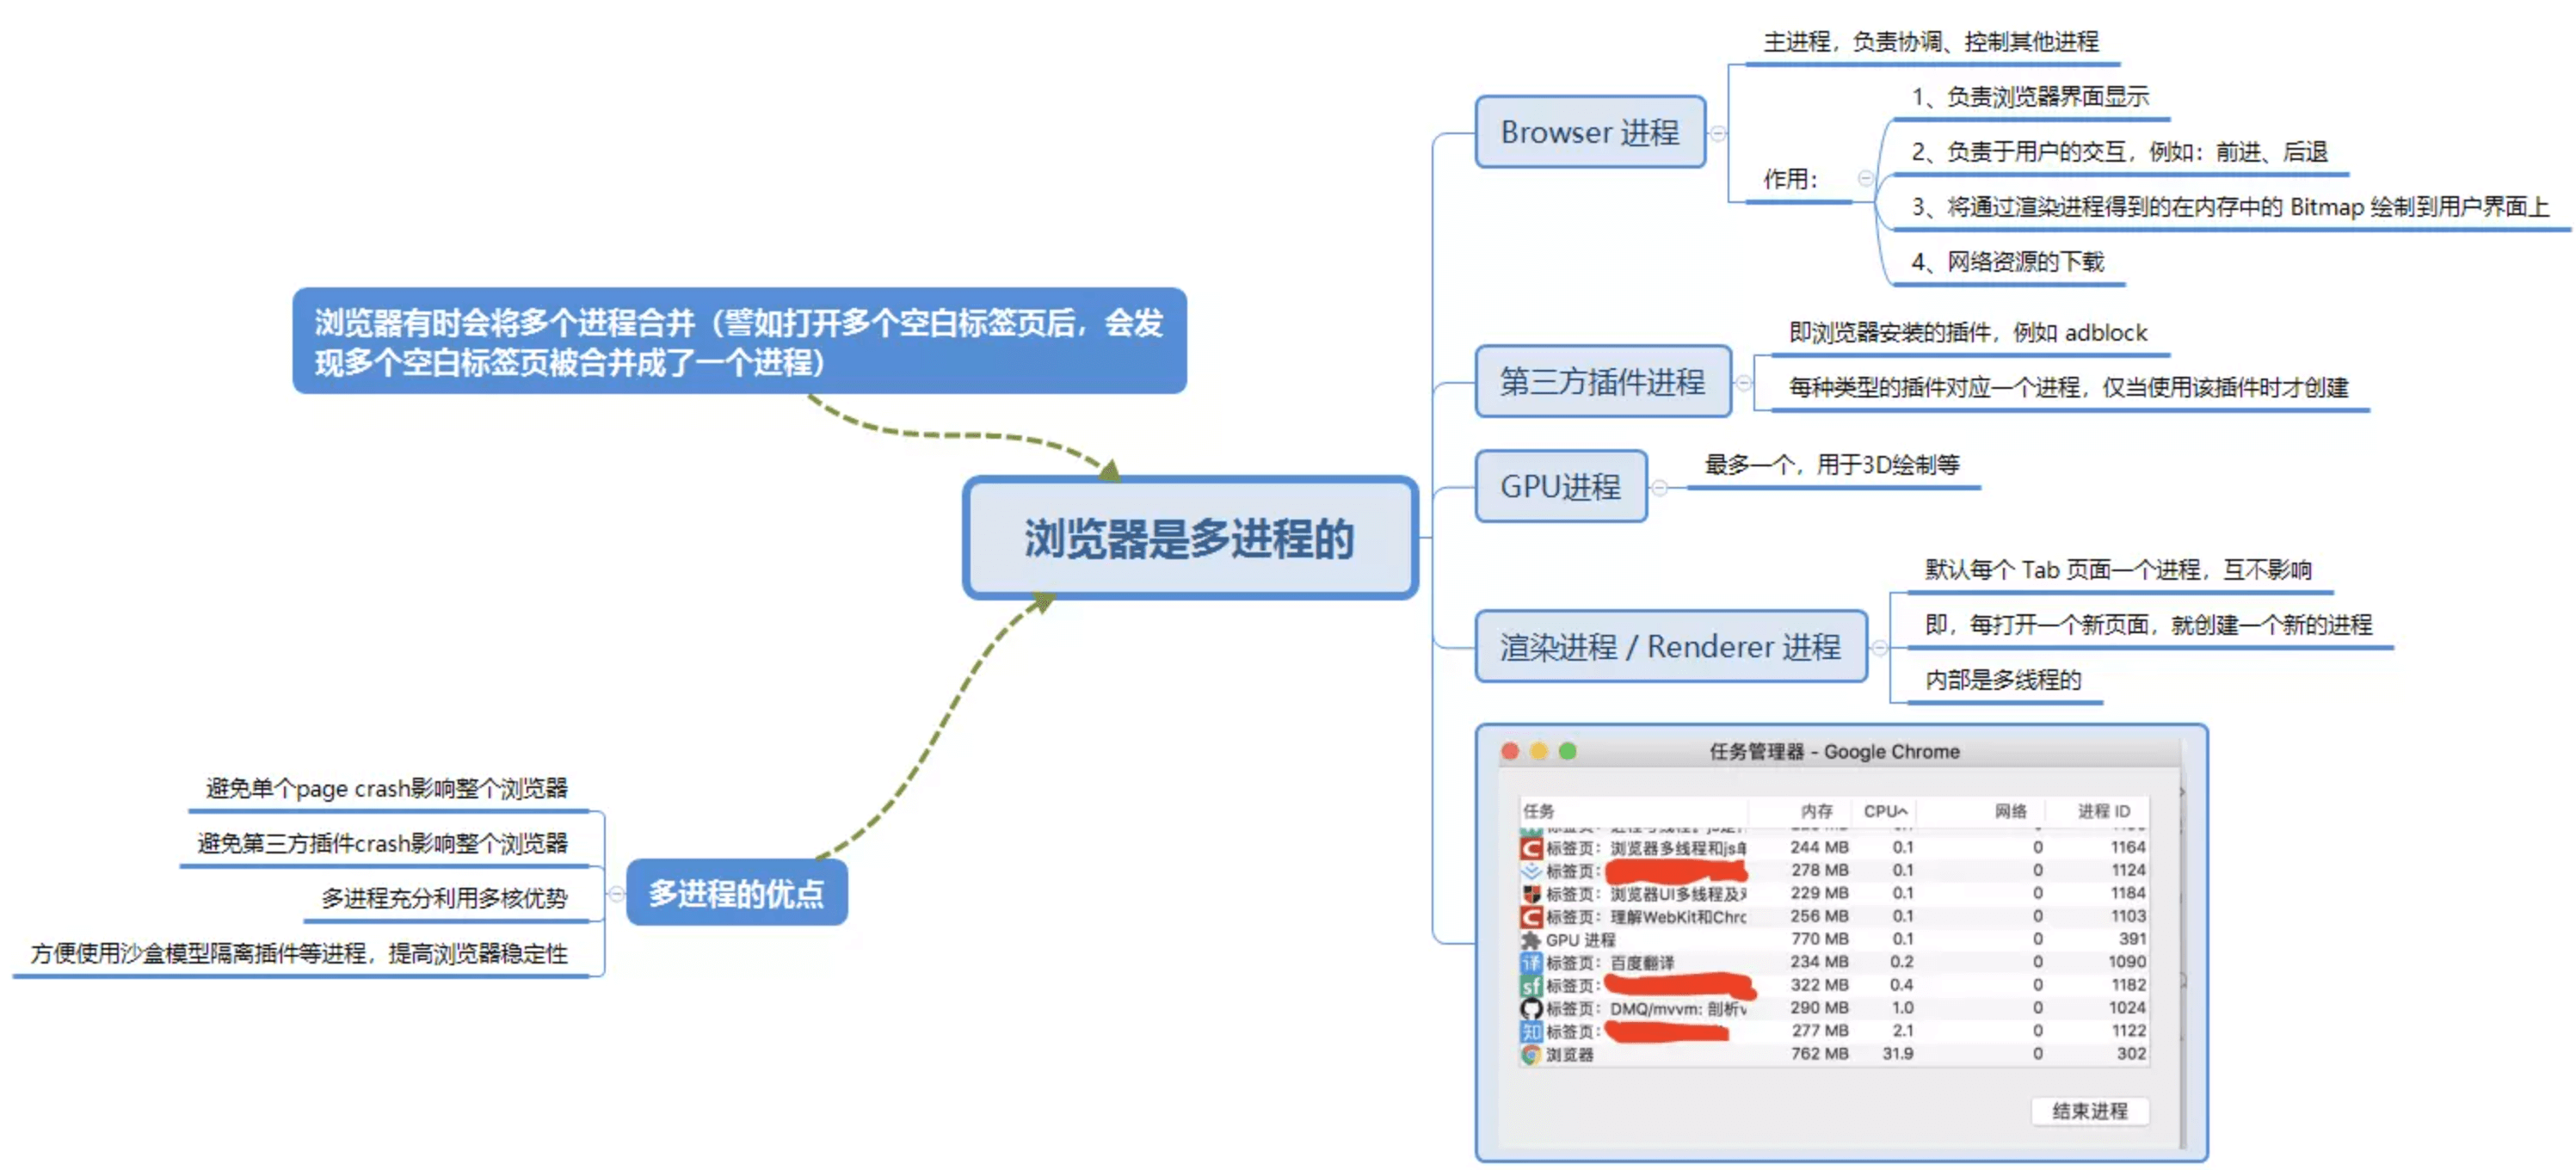 主进程，负责协调、控制其他进程
Browser 进程
作用：
1、负责浏览器界面显示
2、负责于用户的交互，例如：前进、后退
3、将通过渲染进程得到的在内存中的 Bitmap 绘制到用户界面上
4、网络资源的下载
浏览器有时会将多个进程合并（譬如打开多个空白标签页后，会发
现多个空白标签页被合并成了一个进程）
第三方插件进程
即浏览器安装的插件，例如 adblock
每种类型的插件对应一个进程，仅当使用该插件时才创建
GPU进程
最多一个，用于3D绘制等
浏览器是多进程的
渲染进程 / Renderer 进程
默认每个 Tab 页面一个进程，互不影响
即，每打开一个新页面，就创建一个新的进程
内部是多线程的
避免单个page crash影响整个浏览器
避免第三方插件crash影响整个浏览器
多进程充分利用多核优势
方便使用沙盒模型隔离插件等进程，提高浏览器稳定性
多进程的优点
任务管理器 - Google Chrome
任务 内存 CPU 网络 进程 ID
标签页：浏览器多线程和js单 244 MB 0.1 0 1164
标签页： 278 MB 0.1 0 1124
标签页：浏览器UI多线程及对 229 MB 0.1 0 1184
标签页：理解WebKit和Chro 256 MB 0.1 0 1103
GPU 进程 770 MB 0.1 0 391
译 标签页：百度翻译 234 MB 0.2 0 1090
sf 标签页： 322 MB 0.4 0 1182
标签页：DMQ/mvvm: 剖析v 290 MB 1.0 0 1024
知 标签页： 277 MB 2.1 0 1122
浏览器 762 MB 31.9 0 302
结束进程